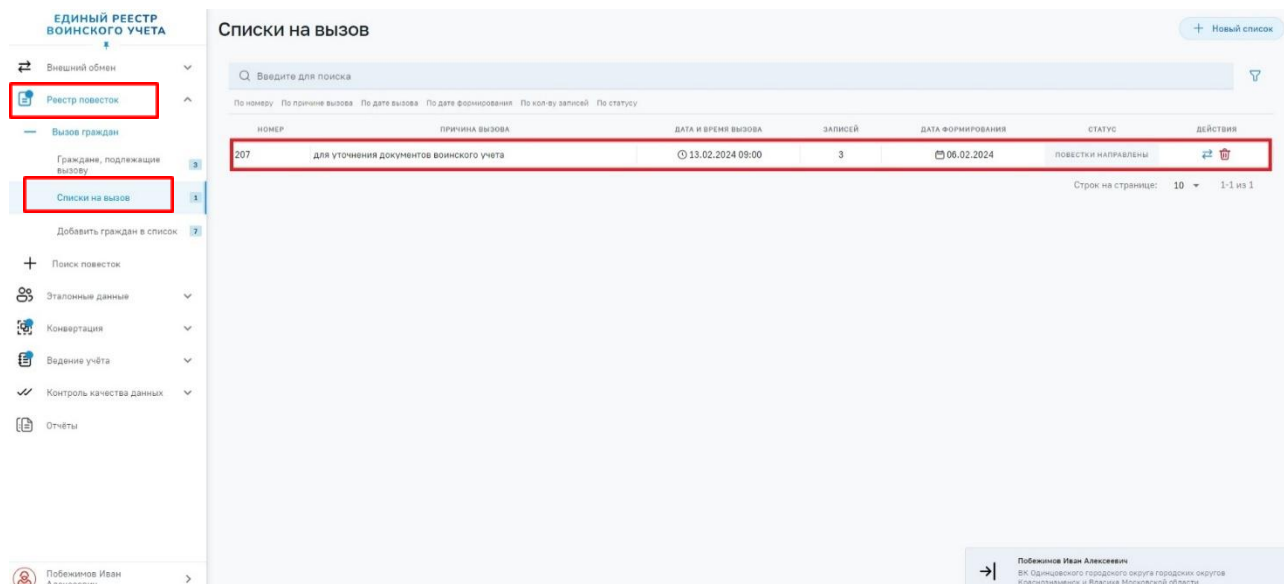 ЕДИНЫЙ РЕЕСТР
ВОИНСКОГО УЧЕТА
Внешний обмен
Реестр повесток
Вызов граждан
Граждане, подлежащие
вызову
3
Списки на вызов
1
Добавить граждан в список
7
Поиск повесток
Эталонные данные
Конвертация
Ведение учёта
Контроль качества данных
Отчёты
Побежимов Иван
Алексеевич
Списки на вызов
+ Новый список
Введите для поиска
По номеру По причине вызова По дате вызова По дате формирования По кол-ву записей По статусу
НОМЕР ПРИЧИНА ВЫЗОВА ДАТА И ВРЕМЯ ВЫЗОВА ЗАПИСЕЙ ДАТА ФОРМИРОВАНИЯ СТАТУС ДЕЙСТВИЯ
207 для уточнения документов воинского учета 13.02.2024 09:00 3 06.02.2024 ПОВЕСТКИ НАПРАВЛЕНЫ
Строк на странице: 10 1-1 из 1
Побежимов Иван Алексеевич
ВК Одинцовского городского округа городских округов
Краснознаменск и Власиха Московской области